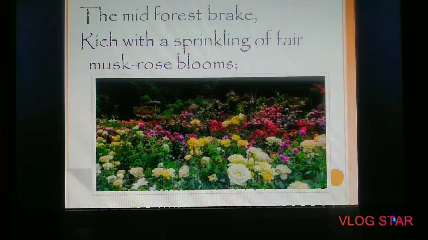 The mid forest brake,
Rich with a sprinkling of fair
musk-rose blooms;
VLOG STAR